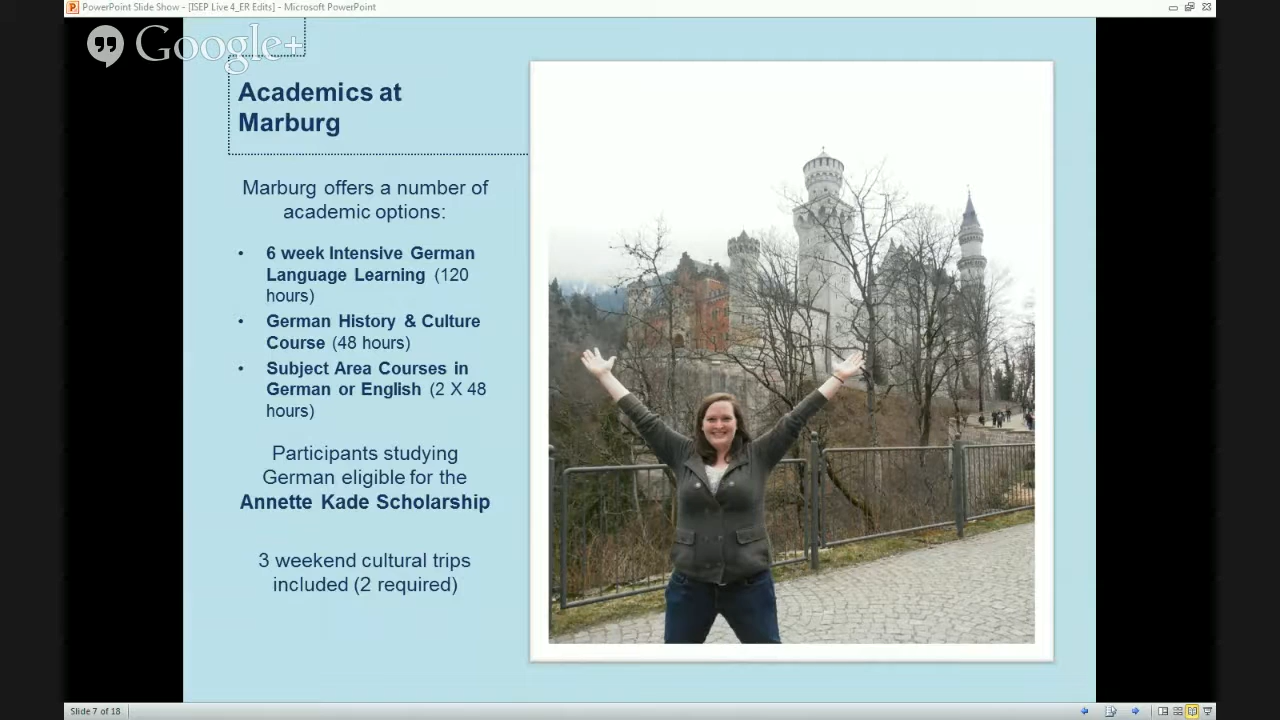 PowerPoint Slide Show - [ISEP Live 4_ER Edits] - Microsoft PowerPoint
Google+
Academics at
Marburg
Marburg offers a number of
academic options:
• 6 week Intensive German
Language Learning (120
hours)
• German History & Culture
Course (48 hours)
• Subject Area Courses in
German or English (2 X 48
hours)
Participants studying
German eligible for the
Annette Kade Scholarship
3 weekend cultural trips
included (2 required)
Slide 7 of 18